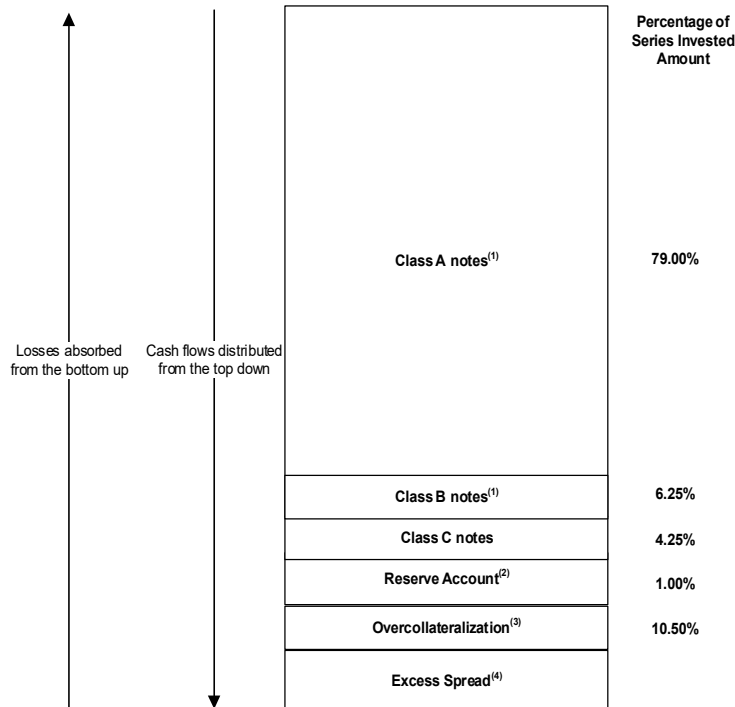 Percentage of
Series Invested
Amount
Class A notes(1)
79.00%
Losses absorbed
from the bottom up
Cash flows distributed
from the top down
Class B notes(1)
6.25%
Class C notes
4.25%
Reserve Account(2)
1.00%
Overcollateralization(3)
10.50%
Excess Spread(4)